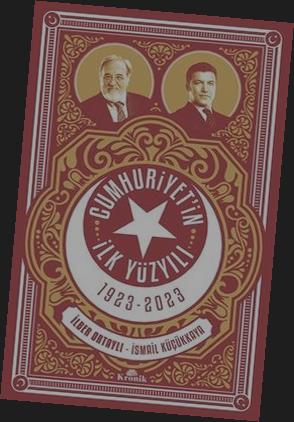 CUMHURİYET'İN
İLK YÜZYILI
1923-2023
İLBER ORTAYLI - İSMAİL KÜÇÜKKAYA
Kronik